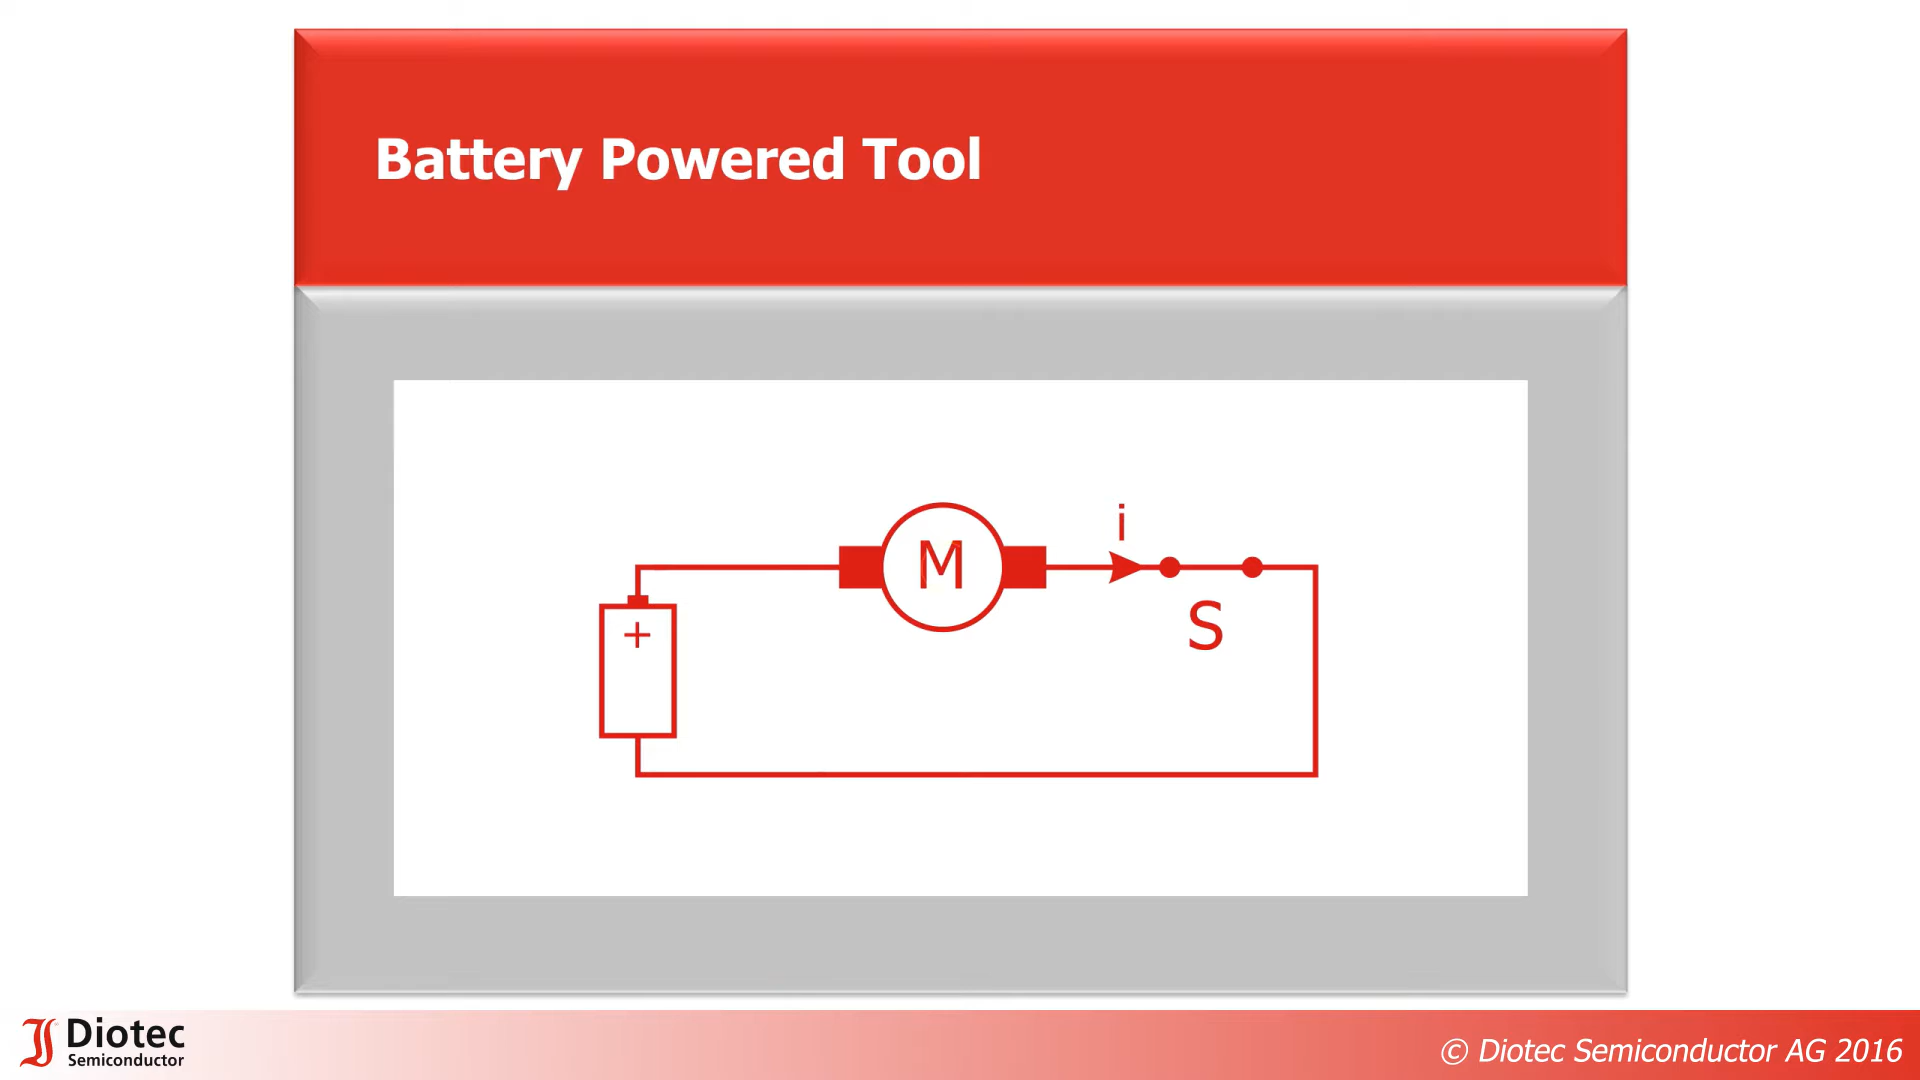 Battery Powered Tool
i
M
+
S
Diotec
Semiconductor
© Diotec Semiconductor AG 2016